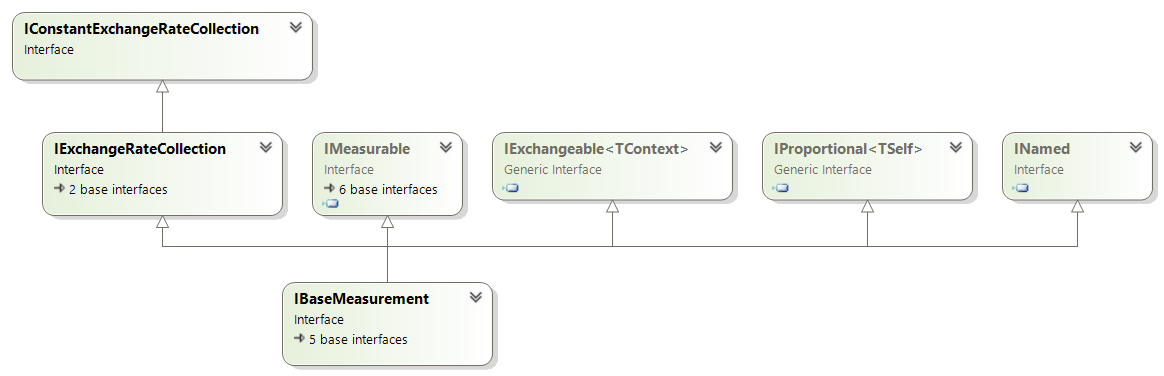 IConstantExchangeRateCollection
Interface
IExchangeRateCollection
Interface
2 base interfaces
IMeasurable
Interface
6 base interfaces
IExchangeable<TContext>
Generic Interface
IProportional<TSelf>
Generic Interface
INamed
Interface
IBaseMeasurement
Interface
5 base interfaces